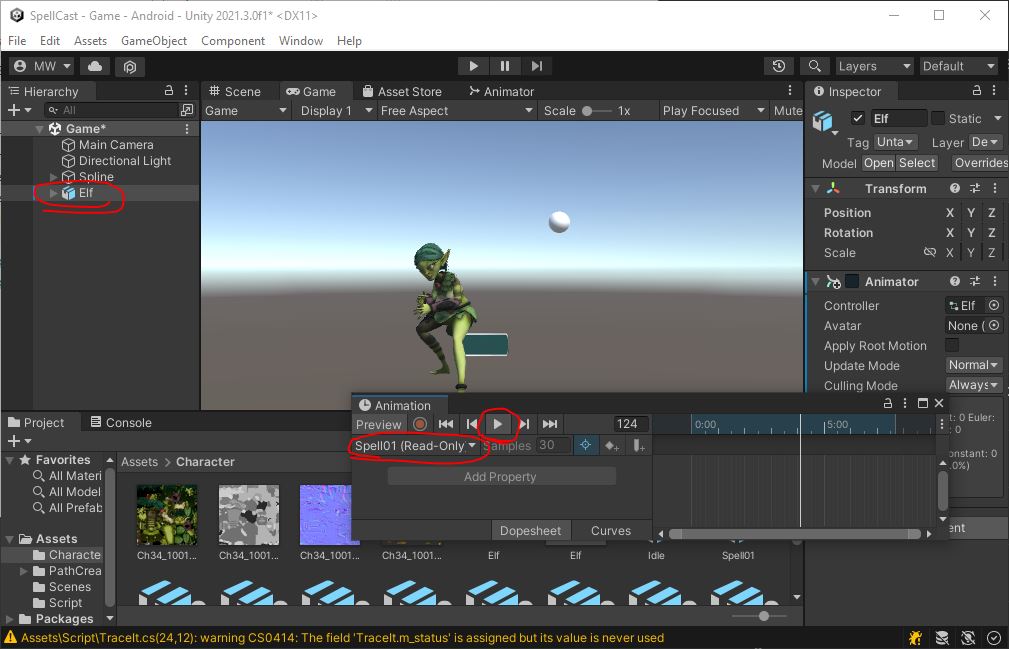 SpellCast - Game - Android - Unity 2021.3.0f1* <DX11>
File Edit Assets GameObject Component Window Help
MW Layers Default
Hierarchy
All
Game*
Main Camera
Directional Light
Spline
Elf
Scene Game Asset Store Animator
Game Display 1 Free Aspect Scale 1x Play Focused Mute
Inspector
Elf Static
Tag Unta Layer De
Model Open Select Overrides
Transform
Position X Y Z
Rotation X Y Z
Scale X Y Z
Animator
Controller Elf
Avatar None (
Apply Root Motion
Update Mode Normal
Culling Mode Always
t: 0 Euler:
0
onstant: 0
.0%)
ent
Animation
Preview 124 0:00 5:00
Spell01 (Read-Only Samples 30
Add Property
Dopesheet Curves
Project Console
Favorites
All Materi
All Model
All Prefab
Assets
Characte
PathCrea
Scenes
Script
Packages
Assets > Character
Ch34_1001... Ch34_1001... Ch34_1001... Ch34_1001... Elf Elf Idle Spell01
Assets\Script\TraceIt.cs(24,12): warning CS0414: The field 'TraceIt.m_status' is assigned but its value is never used